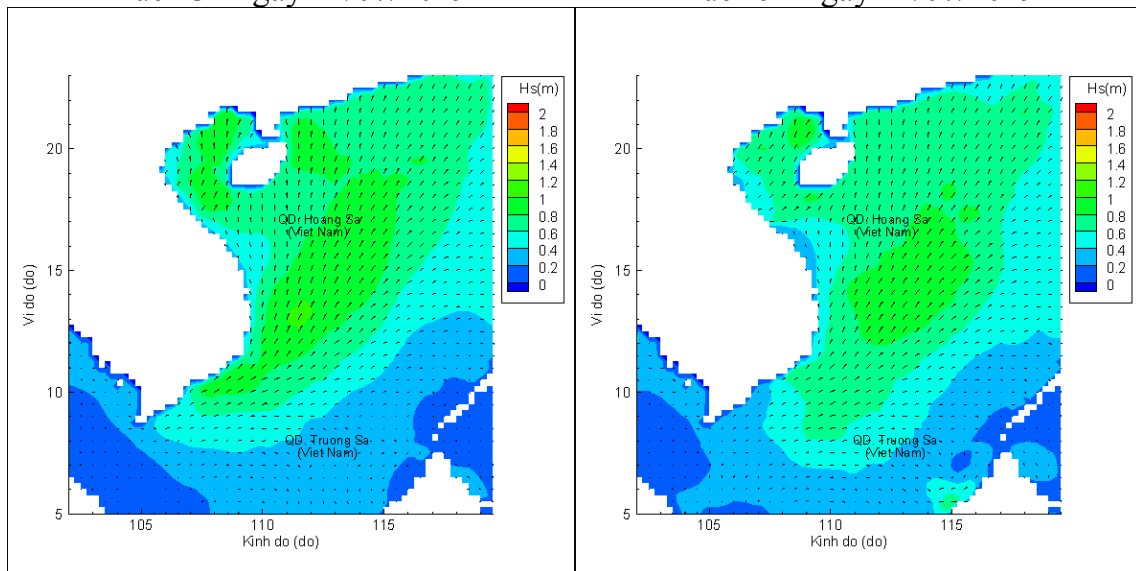 Hs(m)
2
1.8
1.6
1.4
1.2
1
0.8
0.6
0.4
0.2
0
20
15
10
5
Vi do (do)
105
110
115
Kinh do (do)
QD. Hoang Sa
(Viet Nam)
QD. Truong Sa
(Viet Nam)
Hs(m)
2
1.8
1.6
1.4
1.2
1
0.8
0.6
0.4
0.2
0
20
15
10
5
Vi do (do)
105
110
115
Kinh do (do)
QD. Hoang Sa
(Viet Nam)
QD. Truong Sa
(Viet Nam)